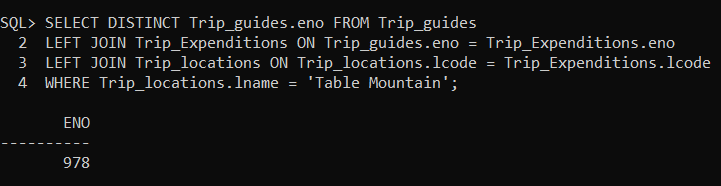 SQL> SELECT DISTINCT Trip_guides.eno FROM Trip_guides
  2  LEFT JOIN Trip_Expenditions ON Trip_guides.eno = Trip_Expenditions.eno
  3  LEFT JOIN Trip_locations ON Trip_locations.lcode = Trip_Expenditions.lcode
  4  WHERE Trip_locations.lname = 'Table Mountain';
       ENO
----------
       978